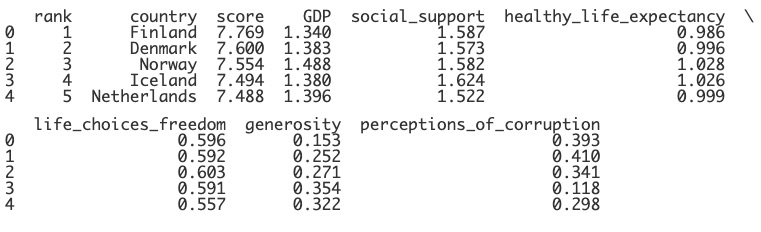 rank country score GDP social_support healthy_life_expectancy \
0 1 Finland 7.769 1.340 1.587 0.986
1 2 Denmark 7.600 1.383 1.573 0.996
2 3 Norway 7.554 1.488 1.582 1.028
3 4 Iceland 7.494 1.380 1.624 1.026
4 5 Netherlands 7.488 1.396 1.522 0.999
life_choices_freedom generosity perceptions_of_corruption
0 0.596 0.153 0.393
1 0.592 0.252 0.410
2 0.603 0.271 0.341
3 0.591 0.354 0.118
4 0.557 0.322 0.298